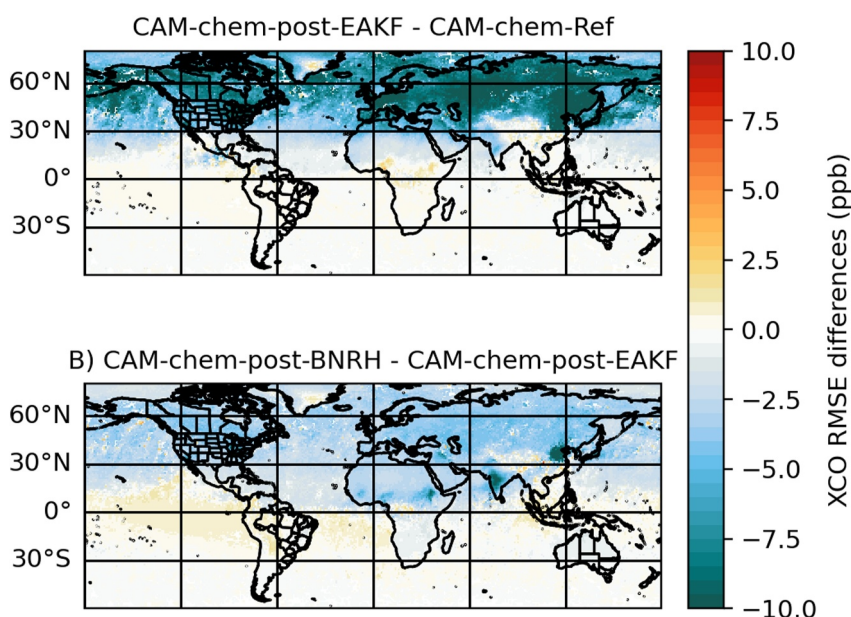 CAM-chem-post-EAKF - CAM-chem-Ref
60°N
30°N
0°
30°S
B) CAM-chem-post-BNRH - CAM-chem-post-EAKF
60°N
30°N
0°
30°S
10.0
7.5
5.0
2.5
0.0
−2.5
−5.0
−7.5
−10.0
XCO RMSE differences (ppb)